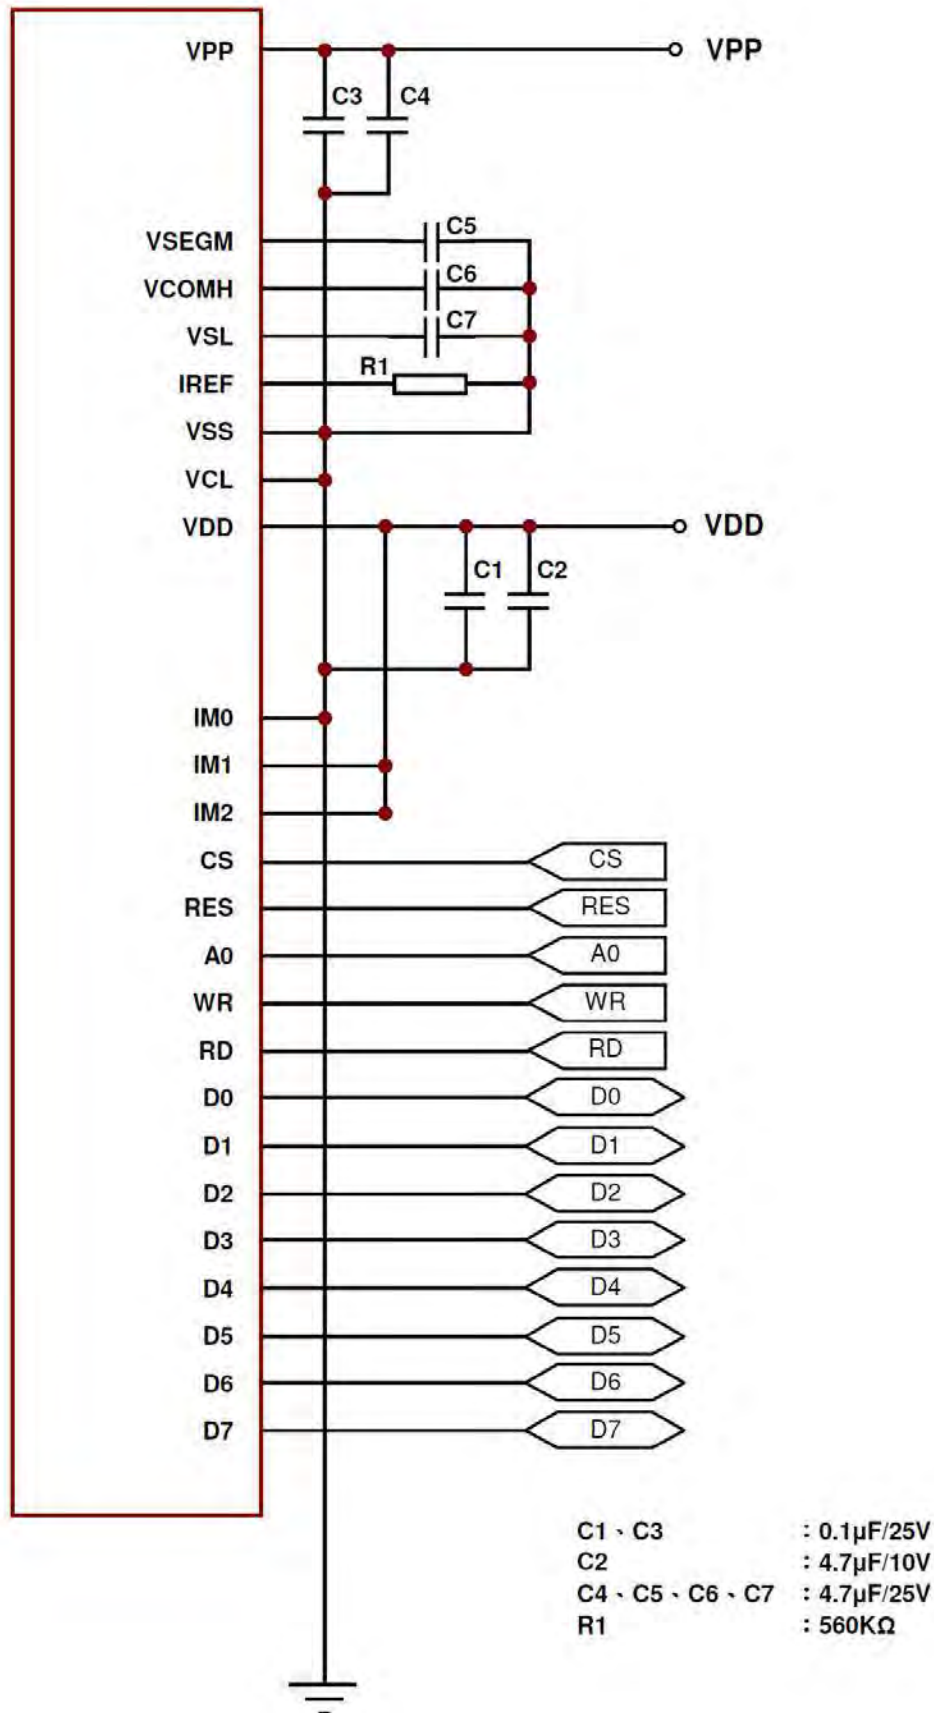 VPP VPP
C3 C4
VSEGM C5
VCOMH C6
VSL C7
IREF R1
VSS
VCL
VDD VDD
C1 C2
IM0
IM1
IM2
CS CS
RES RES
A0 A0
WR WR
RD RD
D0 D0
D1 D1
D2 D2
D3 D3
D4 D4
D5 D5
D6 D6
D7 D7
C1、C3 : 0.1μF/25V
C2 : 4.7μF/10V
C4、C5、C6、C7 : 4.7μF/25V
R1 : 560KΩ